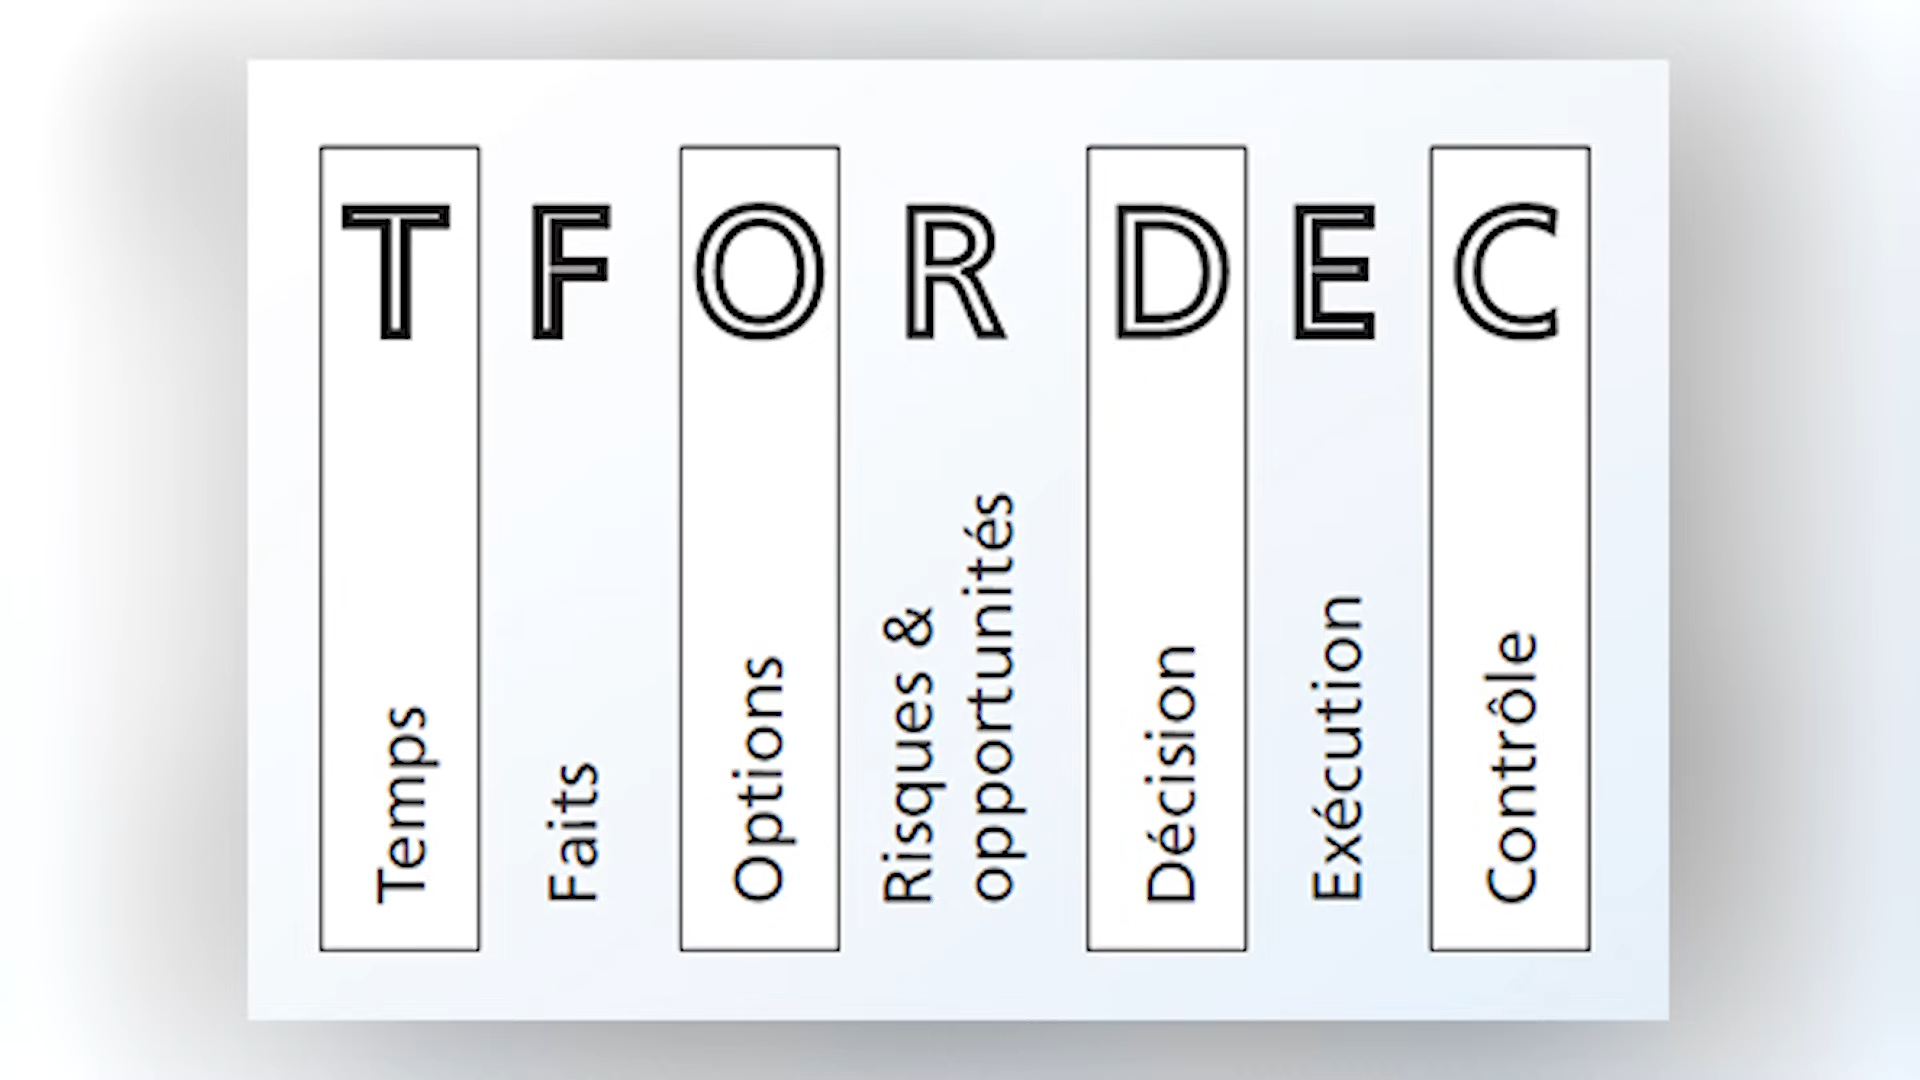 T F O R D E C
Temps
Faits
Options
Risques &
opportunités
Décision
Exécution
Contrôle